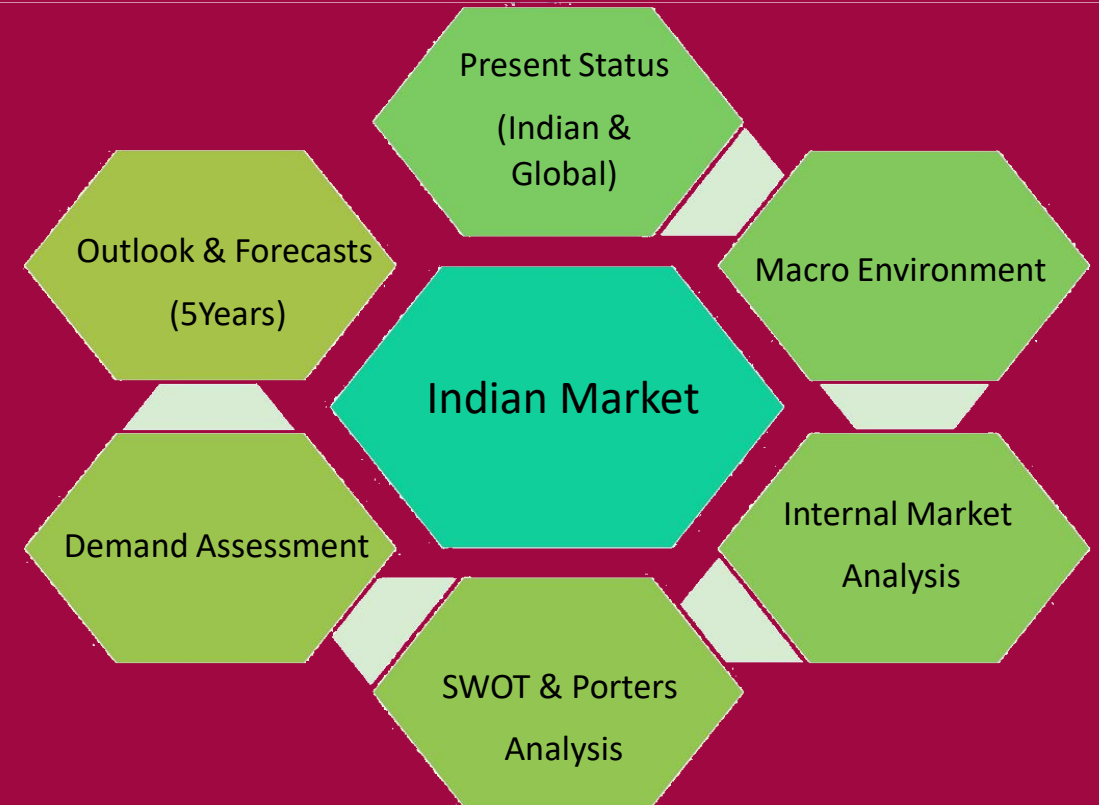 Present Status
(Indian &
Global)
Macro Environment
Internal Market
Analysis
SWOT & Porters
Analysis
Demand Assessment
Outlook & Forecasts
(5Years)
Indian Market